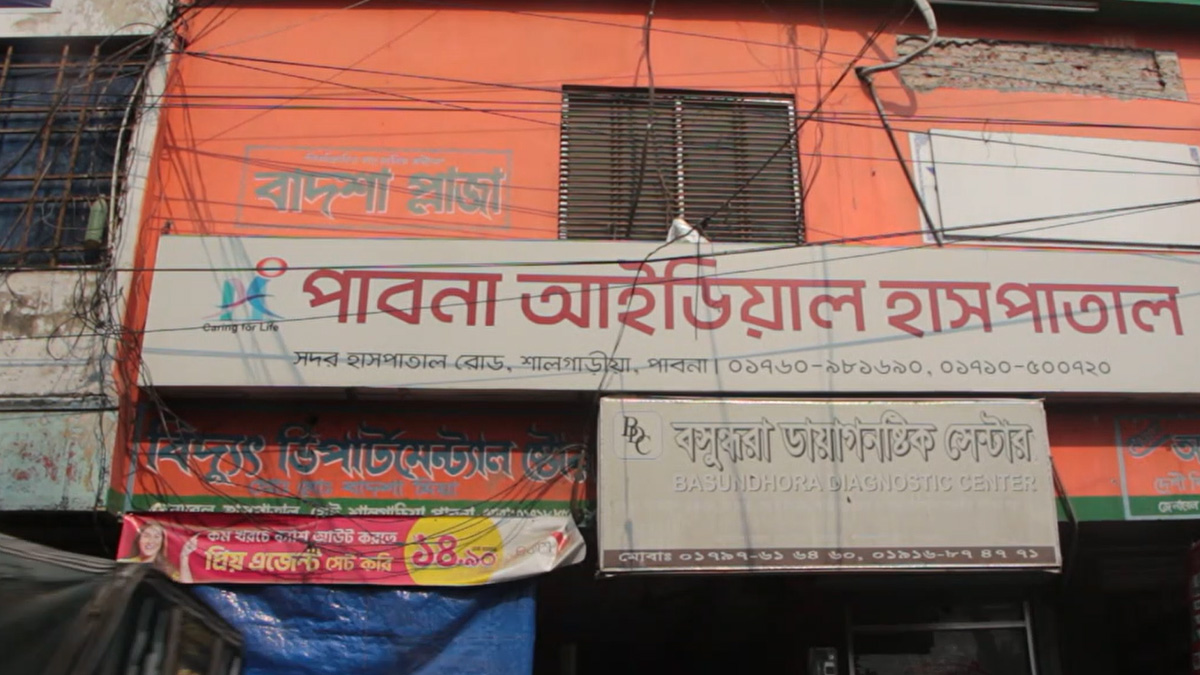 বাদশা প্লাজা
পাবনা আইডিয়াল হাসপাতাল
Caring for Life
সদর হাসপাতাল রোড, শালগাড়ীয়া, পাবনা। ০১৭৬০-৯৮১৬৯০, ০১৭১০-৫০০৭২০
বিদ্যুৎ ডিপার্টমেন্ট্যাল
মোঃ বাদশা মিয়া
BDC
বসুন্ধরা ডায়াগনষ্টিক সেন্টার
BASUNDHORA DIAGNOSTIC CENTER
মোবাঃ ০১৭৯৭-৬১ ৬৪ ৬০, ০১৯১৬-৮৭ ৪৭ ৭১
কম খরচে ক্যাশ আউট করতে
প্রিয় এজেন্ট সেট করি
১৪.৯০